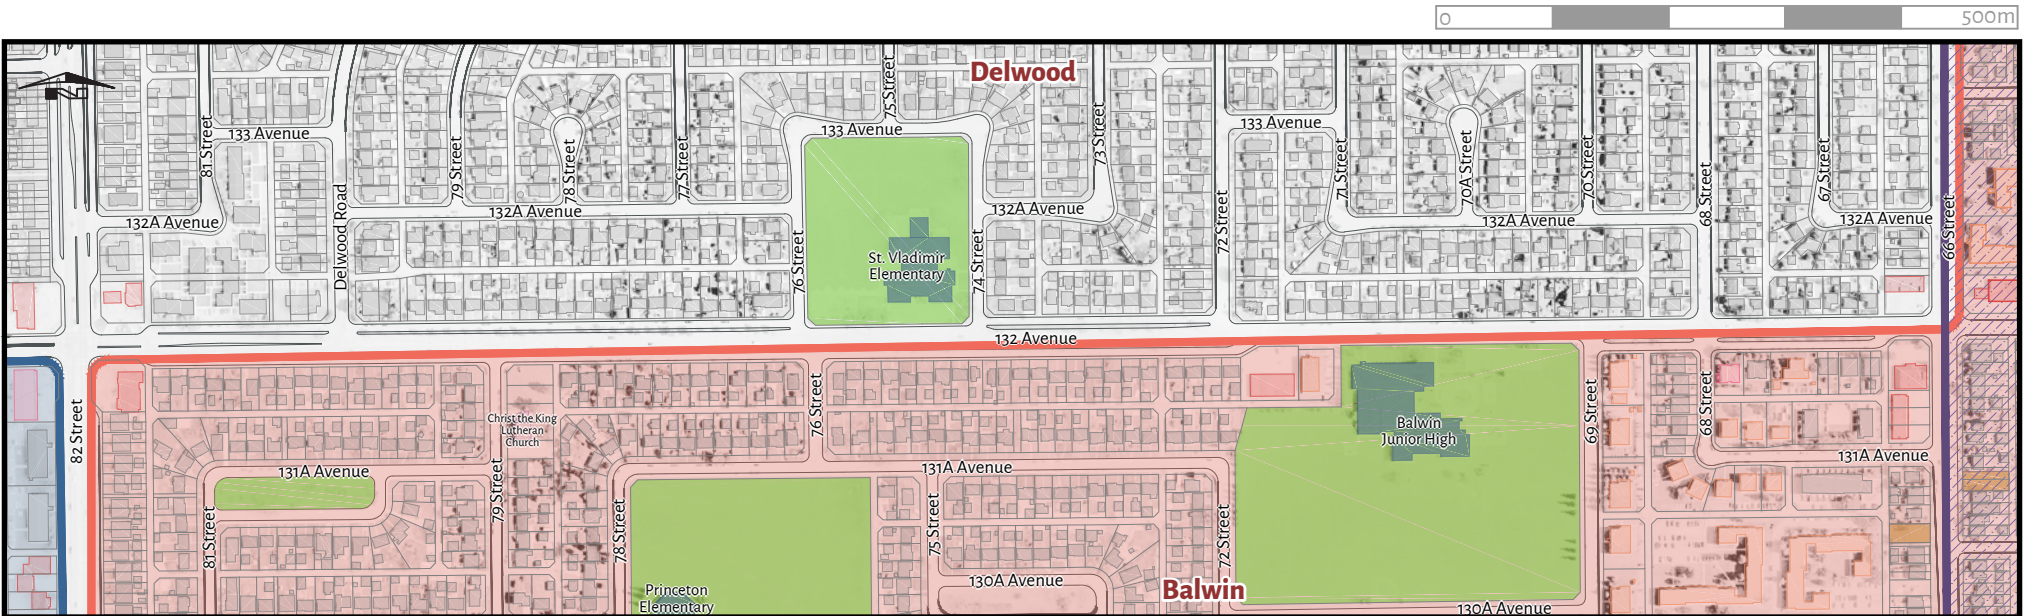 0
500m
Delwood
75 Street
81 Street
133 Avenue
133 Avenue
133 Avenue
73 Street
79 Street
78 Street
77 Street
71 Street
70A Street
70 Street
68 Street
67 Street
Delwood Road
132A Avenue
132A Avenue
132A Avenue
132A Avenue
132A Avenue
72 Street
66 Street
76 Street
74 Street
St. Vladimir
Elementary
132 Avenue
82 Street
76 Street
69 Street
68 Street
Christ the King
Lutheran
Church
Balwin
Junior High
131A Avenue
131A Avenue
131A Avenue
79 Street
81 Street
78 Street
75 Street
72 Street
130A Avenue
Princeton
Elementary
Balwin
130A Avenue